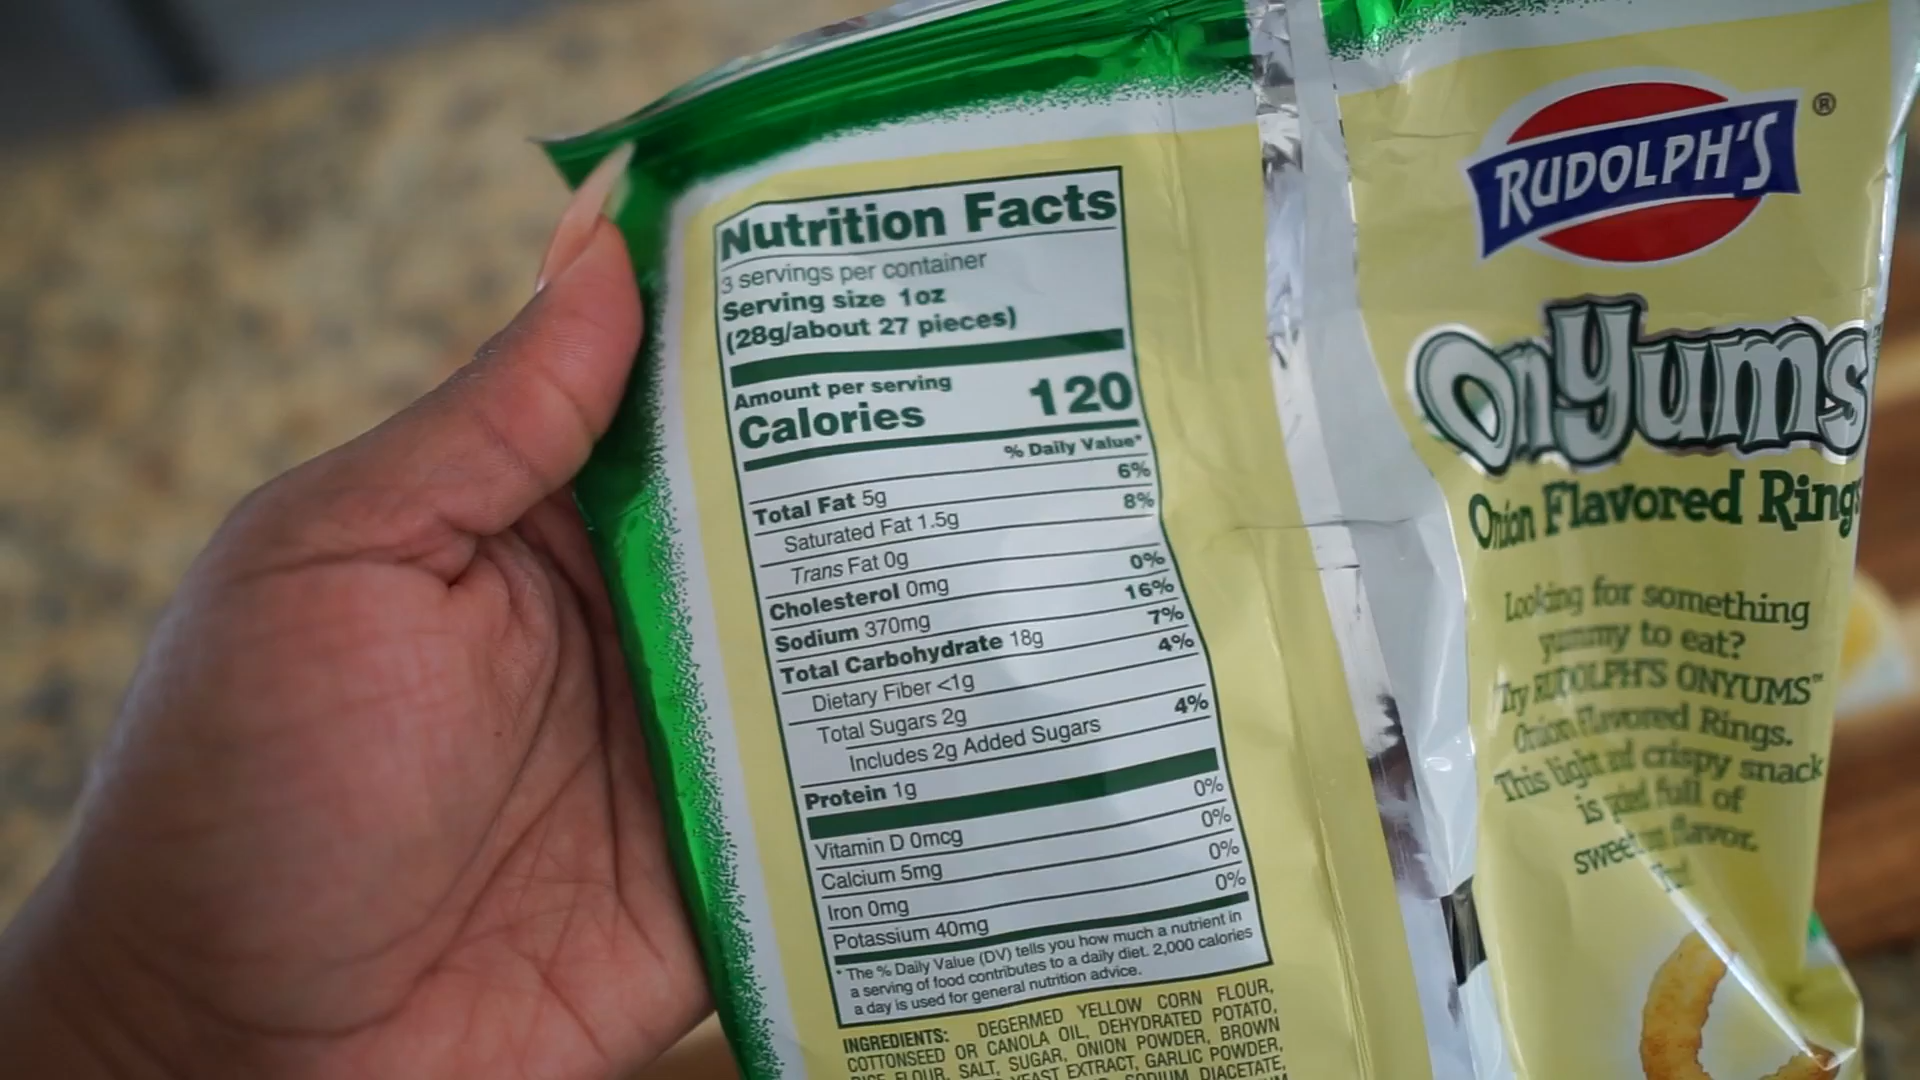 Nutrition Facts
3 servings per container
Serving size 1oz
(28g/about 27 pieces)
Amount per serving
Calories 120
% Daily Value*
Total Fat 5g 6%
Saturated Fat 1.5g 8%
Trans Fat 0g
Cholesterol 0mg 0%
Sodium 370mg 16%
Total Carbohydrate 18g 7%
Dietary Fiber <1g 4%
Total Sugars 2g
Includes 2g Added Sugars 4%
Protein 1g
Vitamin D 0mcg 0%
Calcium 5mg 0%
Iron 0mg 0%
Potassium 40mg 0%
* The % Daily Value (DV) tells you how much a nutrient in
a serving of food contributes to a daily diet. 2,000 calories
a day is used for general nutrition advice.
INGREDIENTS: DEGERMED YELLOW CORN FLOUR,
COTTONSEED OR CANOLA OIL, DEHYDRATED POTATO,
RICE FLOUR, SALT, SUGAR, ONION POWDER, BROWN
YEAST EXTRACT, GARLIC POWDER,
SODIUM DIACETATE,
RUDOLPH'S ®
OnYums
Onion Flavored Rings
Looking for something
yummy to eat?
Try RUDOLPH'S ONYUMS™
Onion Flavored Rings.
This light and crispy snack
is full of
sweet flavor.